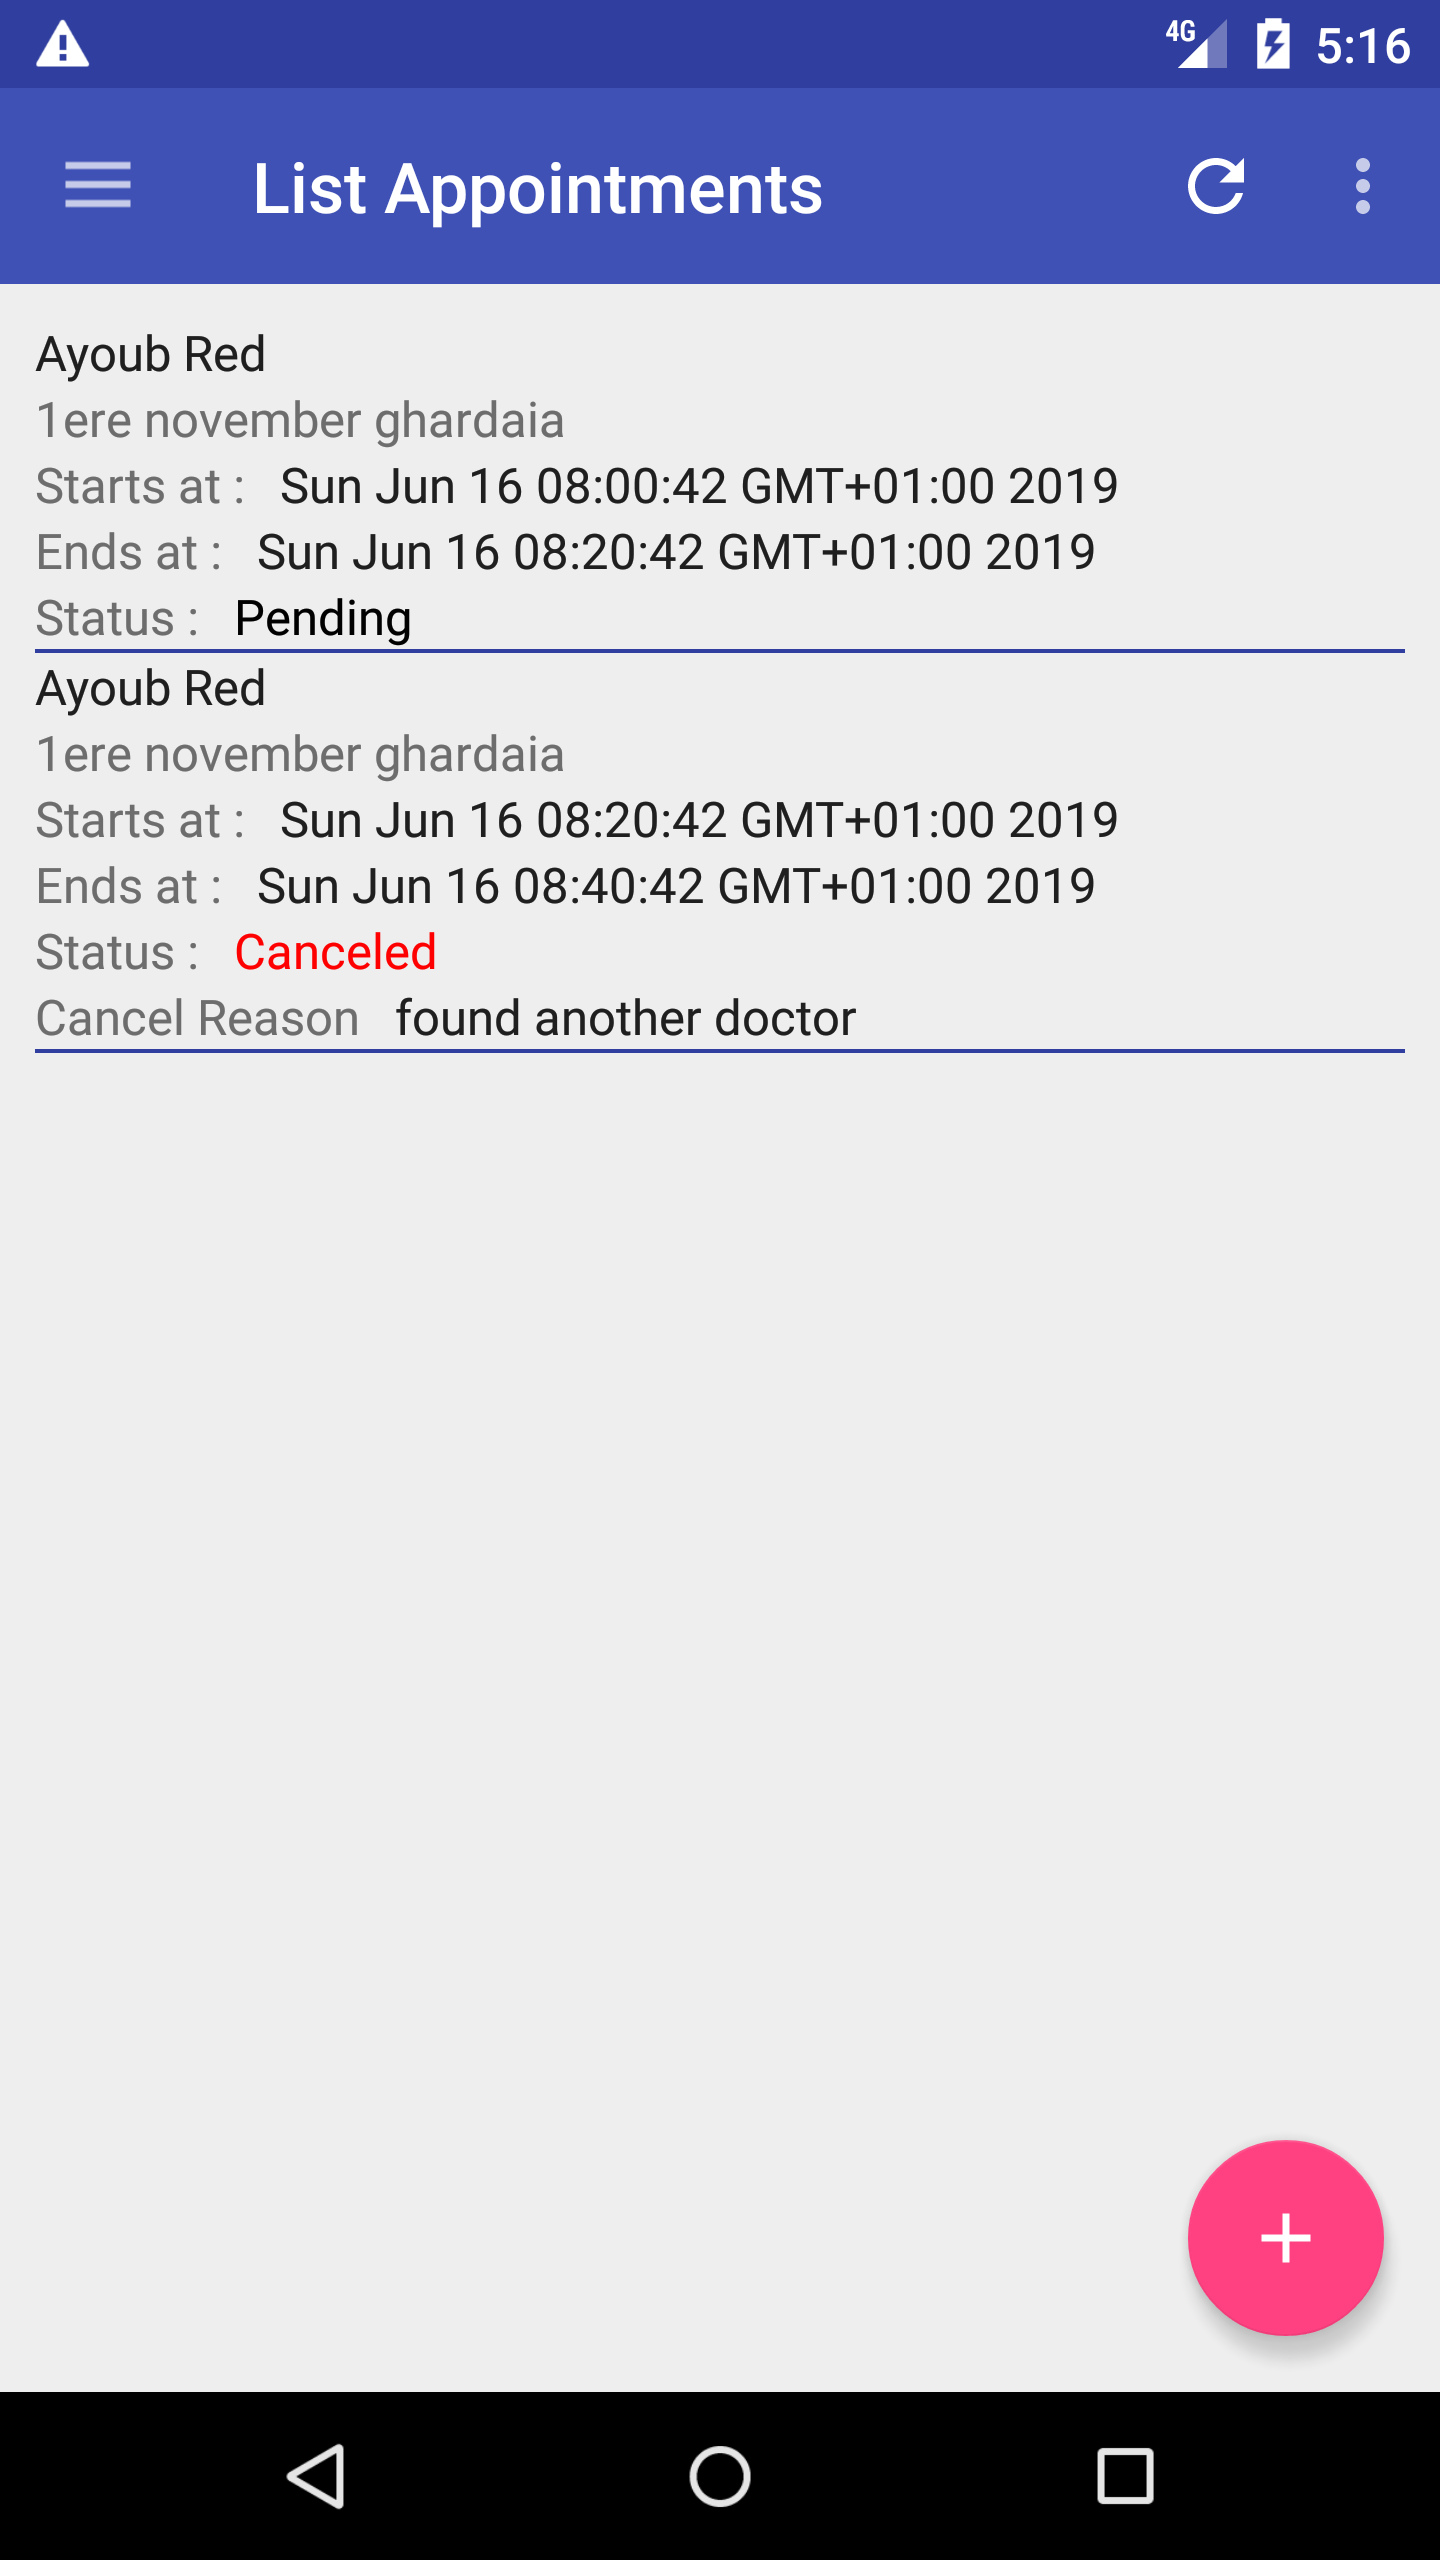 4G 5:16
List Appointments
Ayoub Red
1ere november ghardaia
Starts at : Sun Jun 16 08:00:42 GMT+01:00 2019
Ends at : Sun Jun 16 08:20:42 GMT+01:00 2019
Status : Pending
Ayoub Red
1ere november ghardaia
Starts at : Sun Jun 16 08:20:42 GMT+01:00 2019
Ends at : Sun Jun 16 08:40:42 GMT+01:00 2019
Status : Canceled
Cancel Reason found another doctor